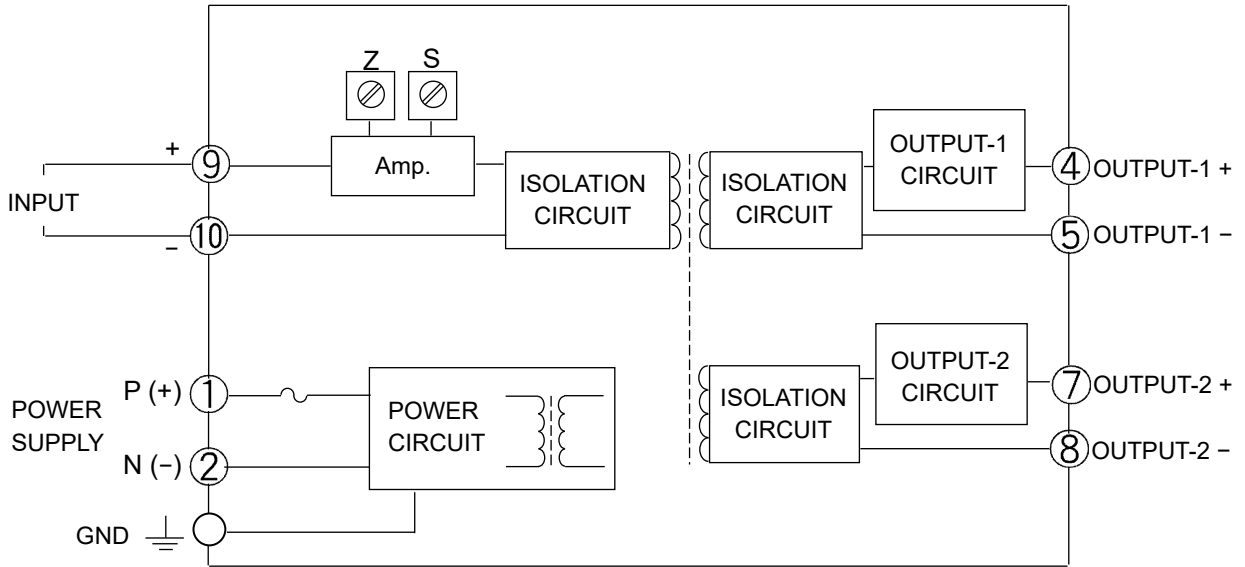 Z
S
+
9
Amp.
ISOLATION
CIRCUIT
ISOLATION
CIRCUIT
OUTPUT-1
CIRCUIT
4
OUTPUT-1 +
INPUT
−
10
5
OUTPUT-1 −
POWER
SUPPLY
P (+)
1
N (−)
2
POWER
CIRCUIT
ISOLATION
CIRCUIT
OUTPUT-2
CIRCUIT
7
OUTPUT-2 +
8
OUTPUT-2 −
GND